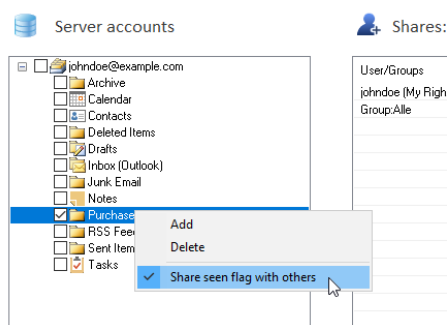 Server accounts
johndoe@example.com
Archive
Calendar
Contacts
Deleted Items
Drafts
Inbox (Outlook)
Junk Email
Notes
Purchase
RSS Fee
Sent Item
Tasks
Add
Delete
Share seen flag with others
Shares:
User/Groups
johndoe (My Righ
Group:Alle